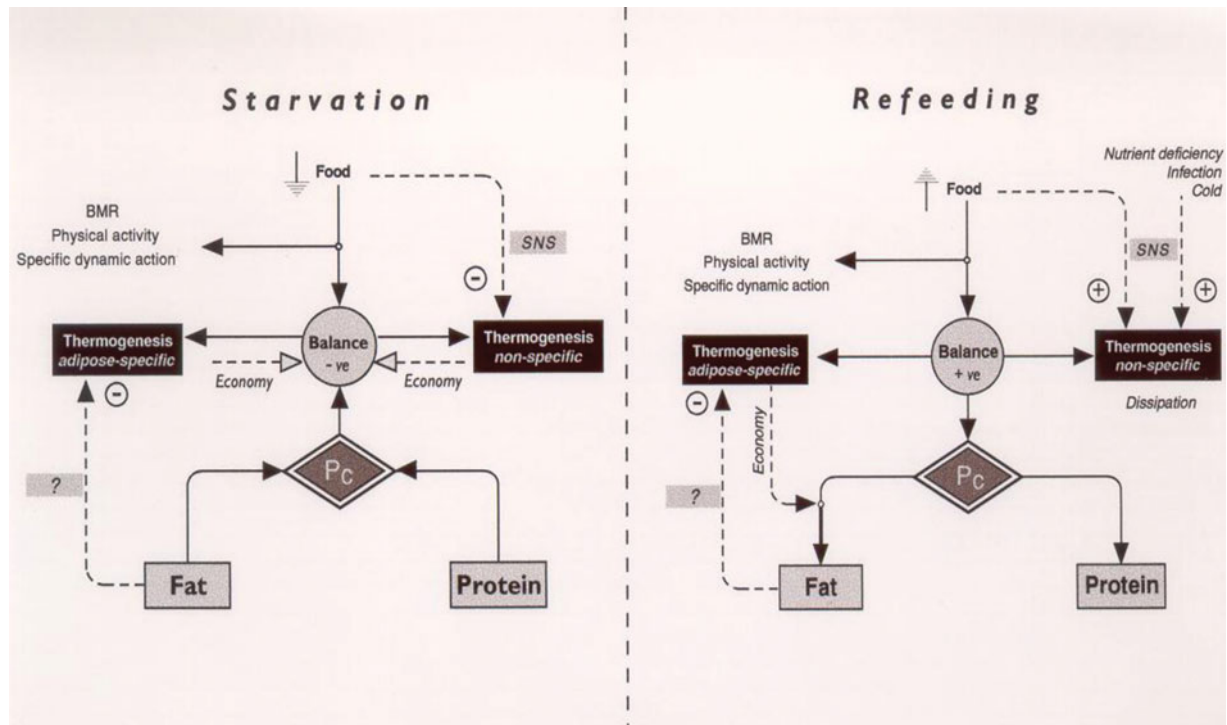 Starvation
Food
BMR
Physical activity
Specific dynamic action
SNS
-
Thermogenesis
adipose-specific
Balance
- ve
Thermogenesis
non-specific
Economy
Economy
-
PC
?
Fat
Protein
Refeeding
Nutrient deficiency
Infection
Cold
Food
BMR
Physical activity
Specific dynamic action
SNS
+
+
Thermogenesis
adipose-specific
Balance
+ ve
Thermogenesis
non-specific
Dissipation
-
Economy
PC
?
Fat
Protein